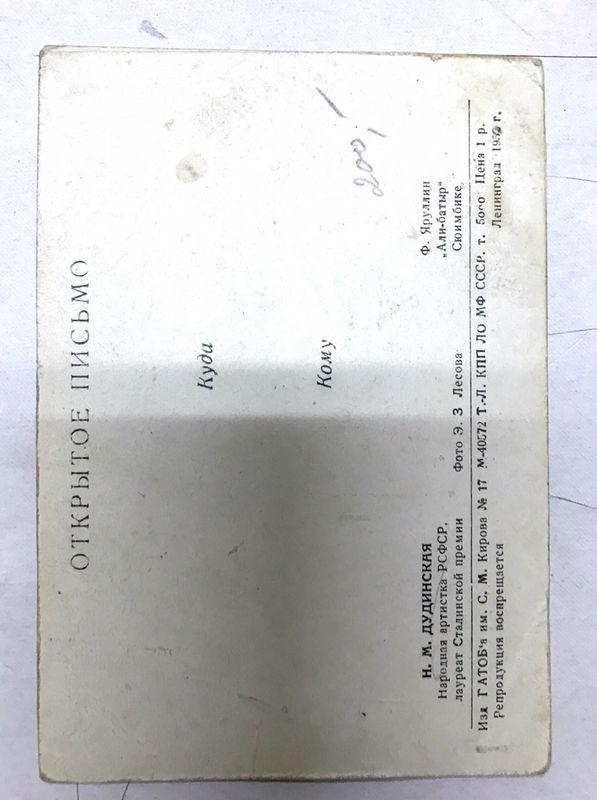 ОТКРЫТОЕ ПИСЬМО
Куда
Кому
200,
Н. М. ДУДИНСКАЯ
Народная артистка РСФСР,
лауреат Сталинской премии
Фото Э. З Лесова
Ф. Яруллин
„Али-батыр"
Сюимбике
Изд ГАТОБ'а им. С. М. Кирова № 17 М-40572 Т.-Л. КПП ЛО МФ СССР. т. 5000 Цена 1 р.
Репродукция воспрещается Ленинград г.